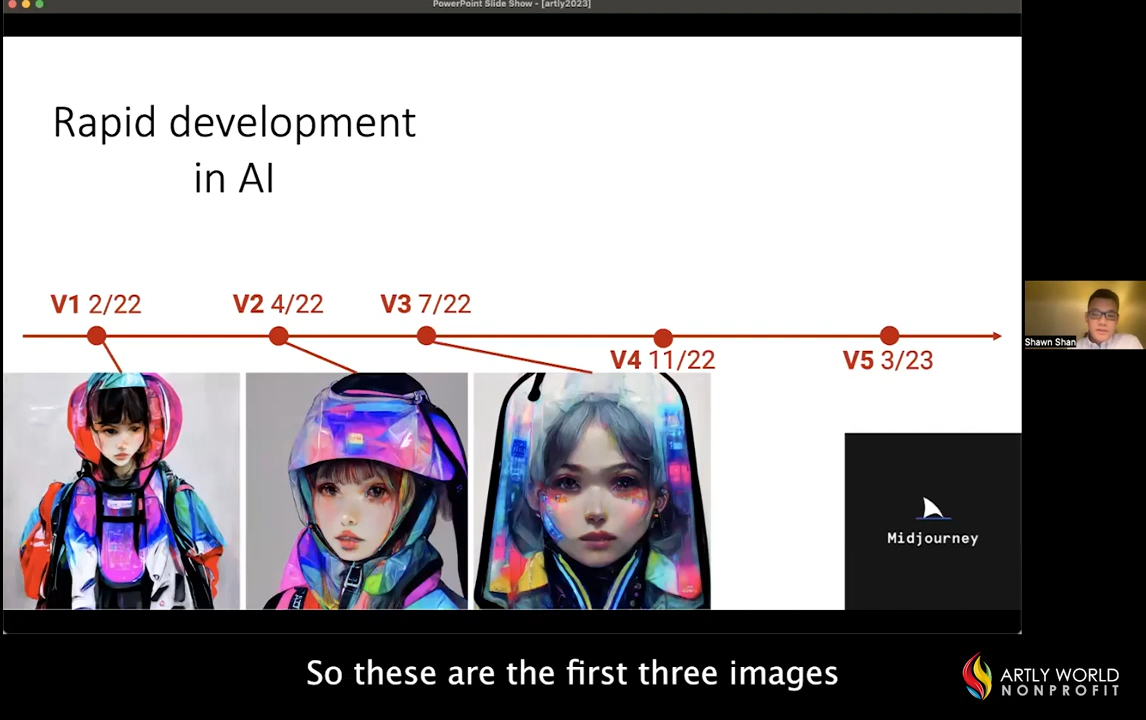 PowerPoint Slide Show - [artly2023]
Rapid development
in AI
V1 2/22
V2 4/22
V3 7/22
V4 11/22
V5 3/23
Midjourney
Shawn Shan
So these are the first three images
ARTLY WORLD
NONPROFIT